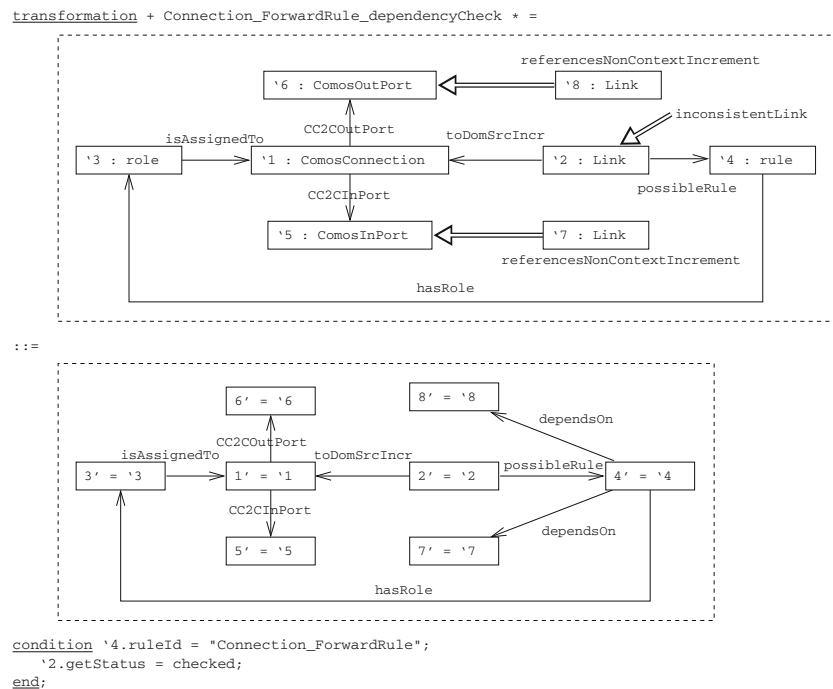 transformation + Connection_ForwardRule_dependencyCheck * =
referencesNonContextIncrement
‘6 : ComosOutPort
‘8 : Link
inconsistentLink
CC2COutPort
isAssignedTo
toDomSrcIncr
‘3 : role
‘1 : ComosConnection
‘2 : Link
‘4 : rule
possibleRule
CC2CInPort
‘5 : ComosInPort
‘7 : Link
referencesNonContextIncrement
hasRole
::=
6’ = ‘6
8’ = ‘8
dependsOn
CC2COutPort
isAssignedTo
toDomSrcIncr
possibleRule
3’ = ‘3
1’ = ‘1
2’ = ‘2
4’ = ‘4
CC2CInPort
dependsOn
5’ = ‘5
7’ = ‘7
hasRole
condition ‘4.ruleId = "Connection_ForwardRule";
‘2.getStatus = checked;
end;